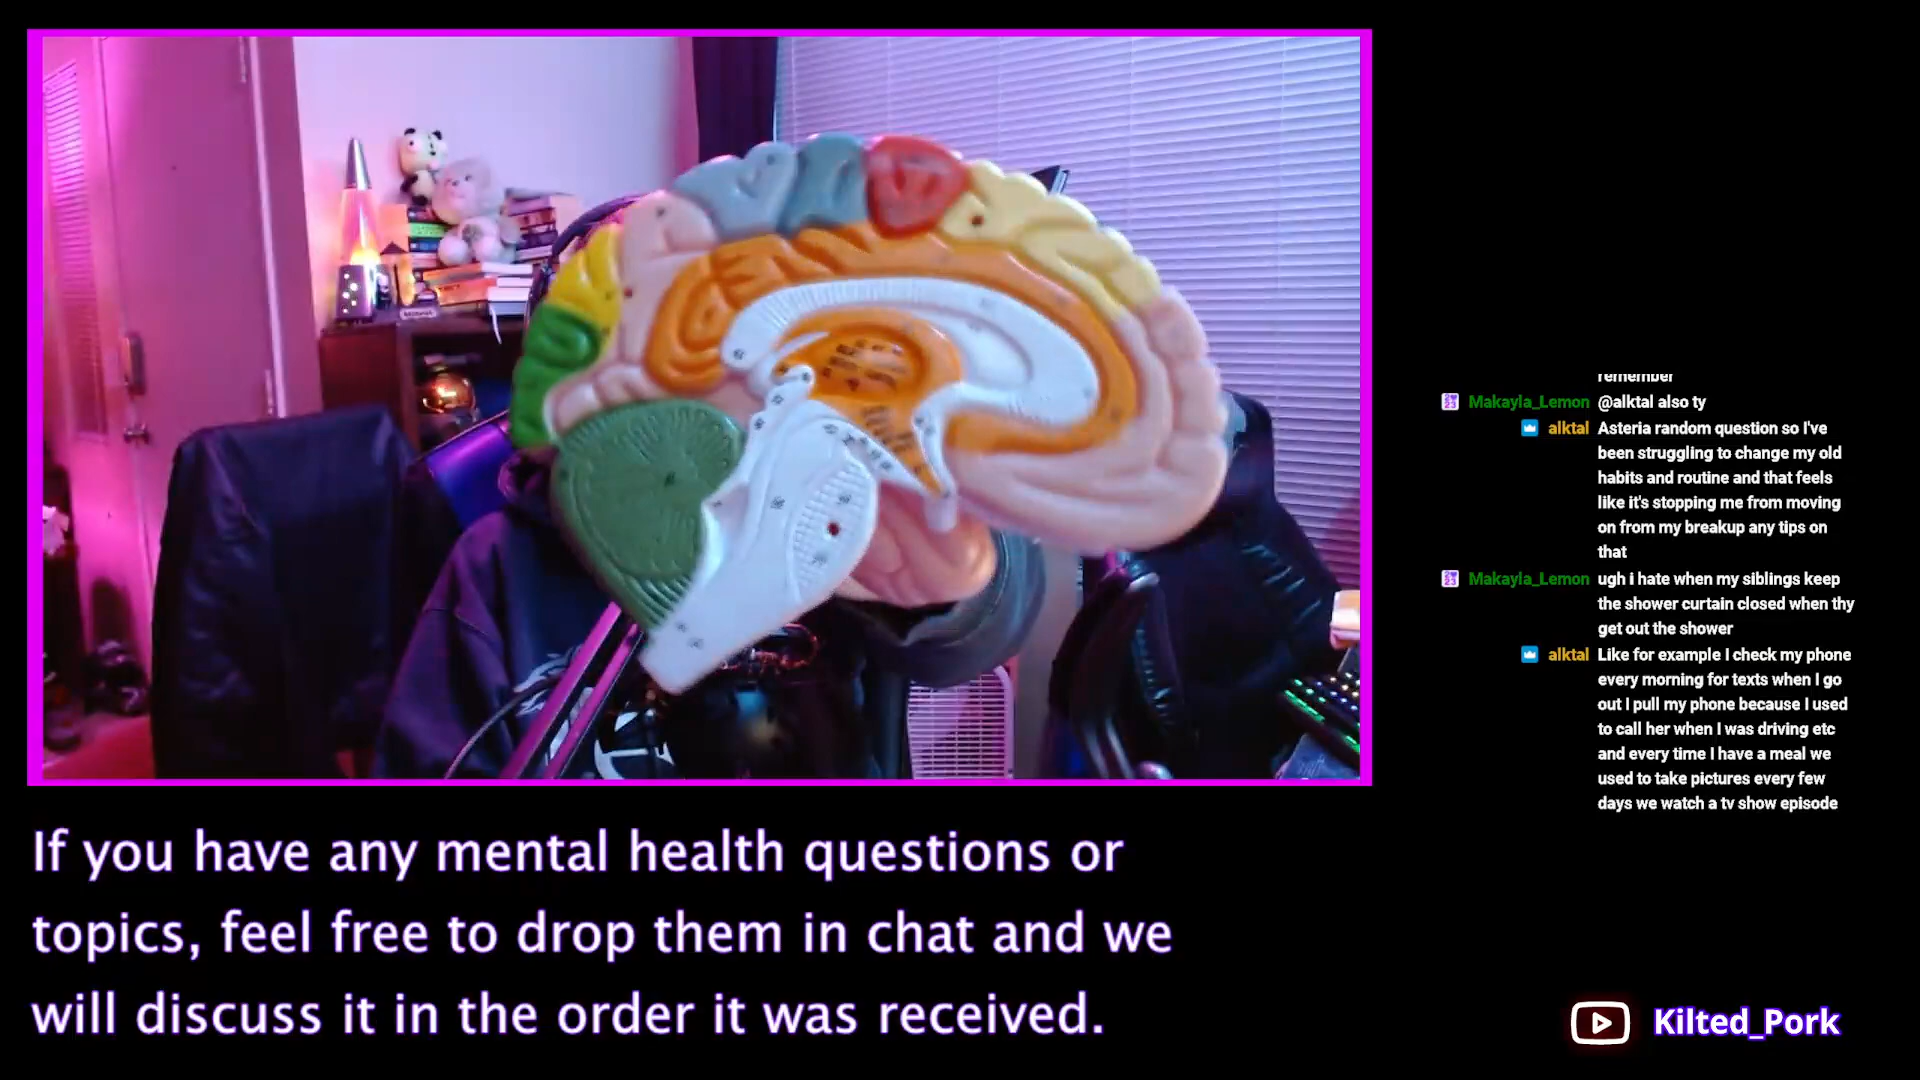 remember
Makayla_Lemon @alktal also ty
alktal Asteria random question so I've
been struggling to change my old
habits and routine and that feels
like it's stopping me from moving
on from my breakup any tips on
that
Makayla_Lemon ugh i hate when my siblings keep
the shower curtain closed when thy
get out the shower
alktal Like for example I check my phone
every morning for texts when I go
out I pull my phone because I used
to call her when I was driving etc
and every time I have a meal we
used to take pictures every few
days we watch a tv show episode
If you have any mental health questions or
topics, feel free to drop them in chat and we
will discuss it in the order it was received.
Kilted_Pork